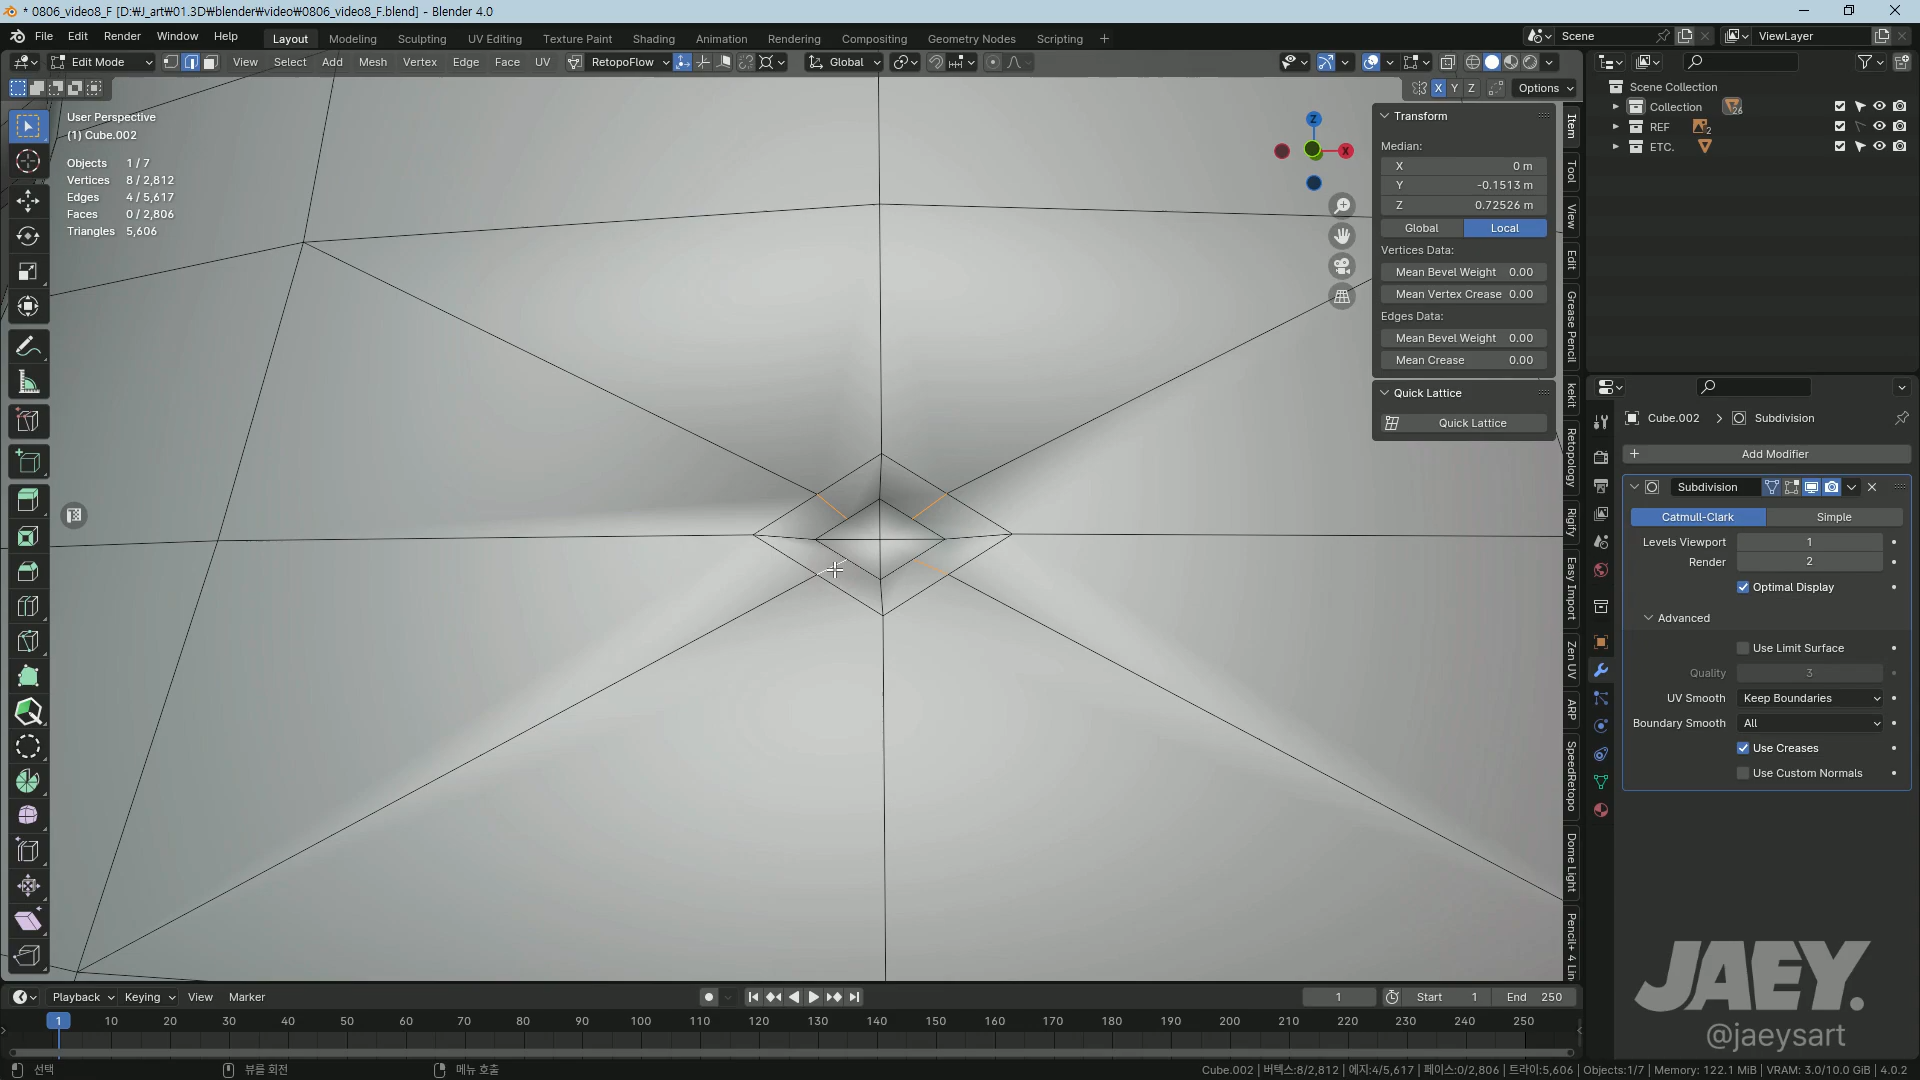 * 0806_video8_F [D:₩J_art₩01.3D₩blender₩video₩0806_video8_F.blend] - Blender 4.0
File Edit Render Window Help Layout Modeling Sculpting UV Editing Texture Paint Shading Animation Rendering Compositing Geometry Nodes Scripting + Scene ViewLayer
Edit Mode View Select Add Mesh Vertex Edge Face UV RetopoFlow Global
X Y Z Options
User Perspective
(1) Cube.002
Objects 1 / 7
Vertices 8 / 2,812
Edges 4 / 5,617
Faces 0 / 2,806
Triangles 5,606
Z
X
Transform
Median:
X 0 m
Y -0.1513 m
Z 0.72526 m
Global Local
Vertices Data:
Mean Bevel Weight 0.00
Mean Vertex Crease 0.00
Edges Data:
Mean Bevel Weight 0.00
Mean Crease 0.00
Quick Lattice
Quick Lattice
Item
Tool
View
Edit
Grease Pencil
kekit
Retopology
Rigify
Easy Import
Zen UV
ARP
SpeedRetopo
Dome Light
Pencil+ 4 Lin
Scene Collection
Collection 26
REF 2
ETC.
Cube.002 > Subdivision
+ Add Modifier
Subdivision
Catmull-Clark Simple
Levels Viewport 1
Render 2
Optimal Display
Advanced
Use Limit Surface
Quality 3
UV Smooth Keep Boundaries
Boundary Smooth All
Use Creases
Use Custom Normals
JAEY.
@jaeysart
Playback Keying View Marker 1 Start 1 End 250
1 10 20 30 40 50 60 70 80 90 100 110 120 130 140 150 160 170 180 190 200 210 220 230 240 250
선택 뷰를 회전 메뉴 호출 Cube.002 | 버텍스:8/2,812 | 에지:4/5,617 | 페이스:0/2,806 | 트라이:5,606 | Objects:1/7 | Memory: 122.1 MiB | VRAM: 3.0/10.0 GiB | 4.0.2